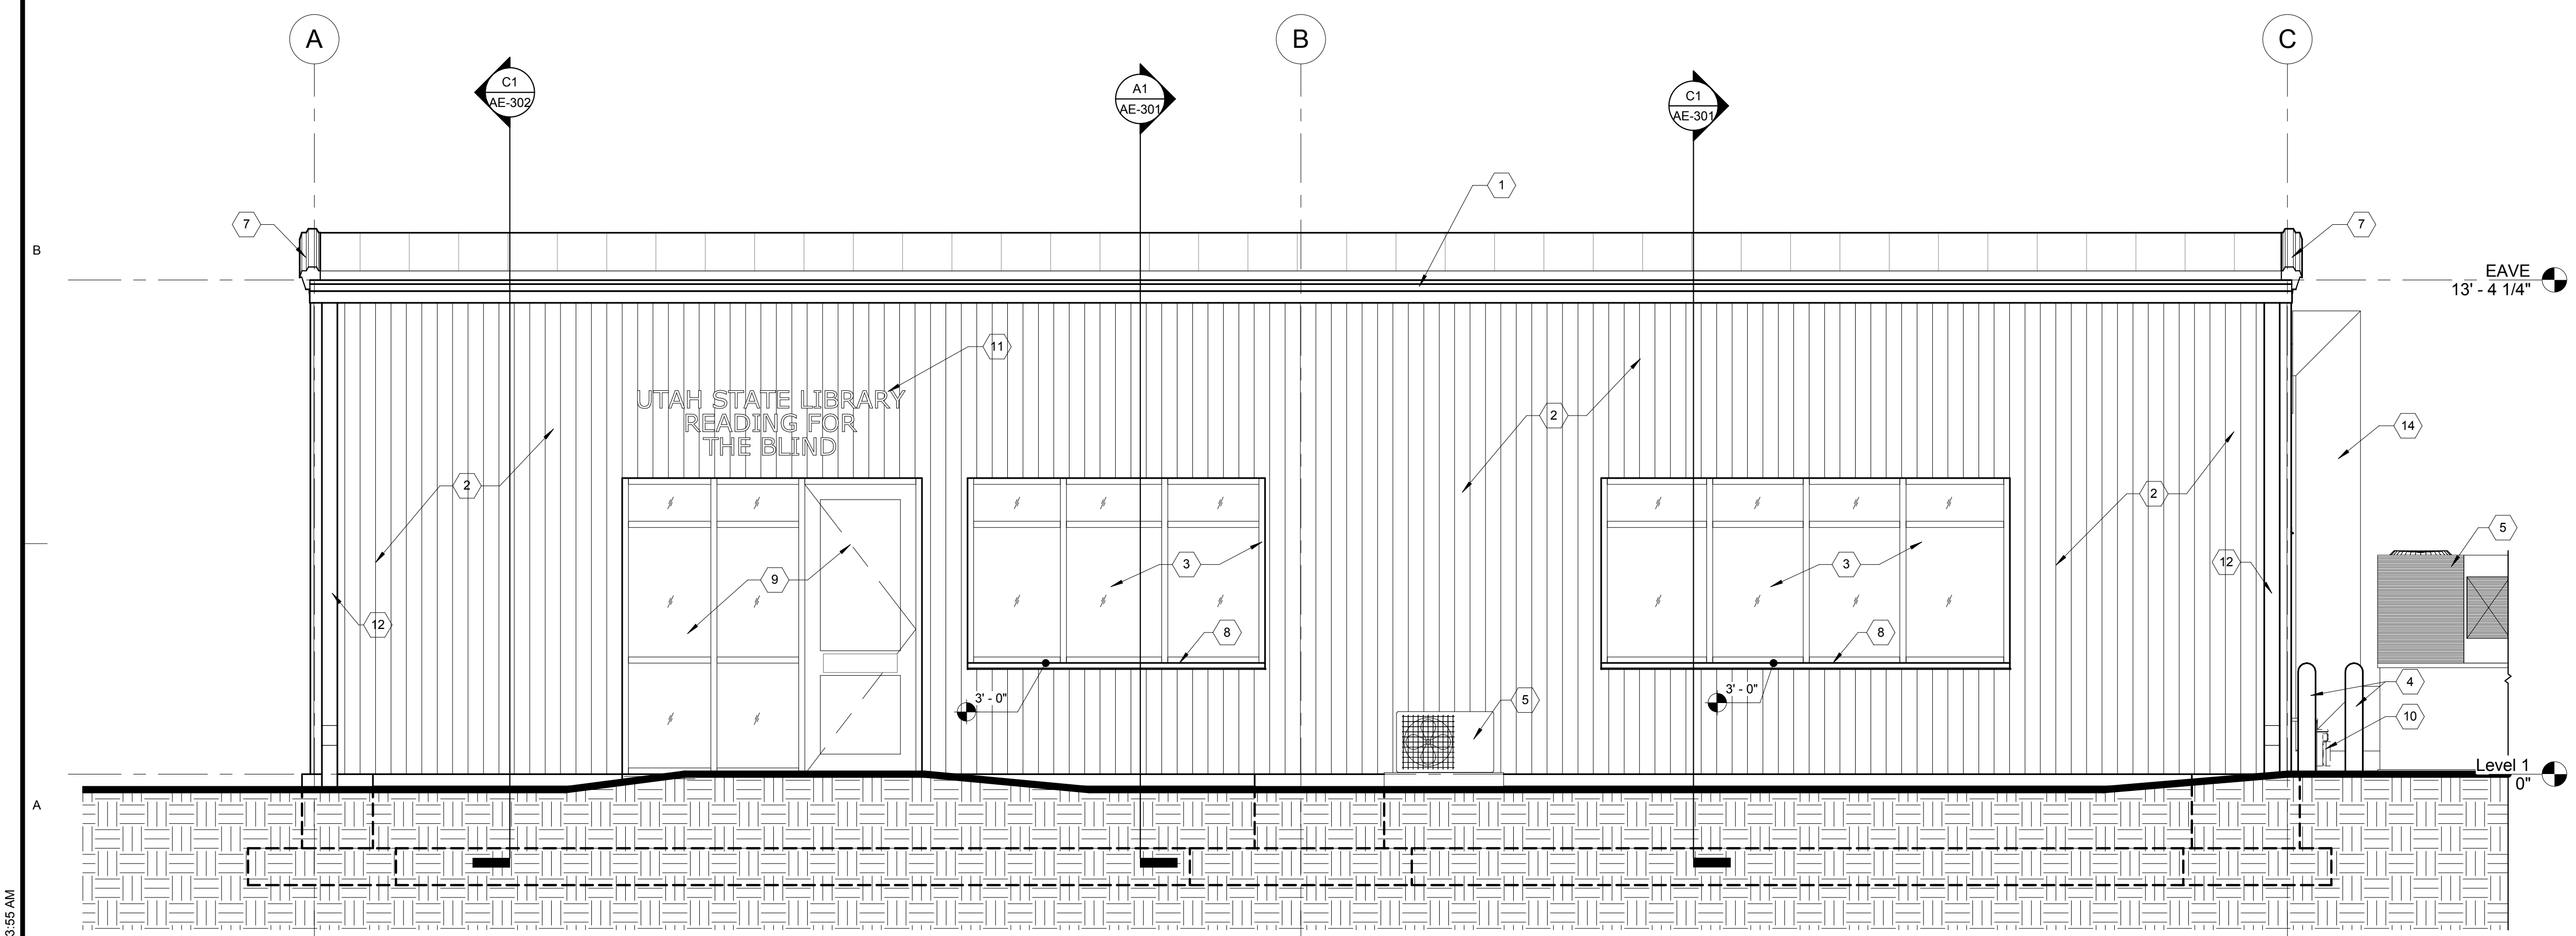 A
B
C
C1
AE-302
A1
AE-301
C1
AE-301
1
7
7
B
EAVE
13' - 4 1/4"
11
UTAH STATE LIBRARY
READING FOR
THE BLIND
2
2
14
2
2
5
3
3
12
9
12
8
8
4
3' - 0"
3' - 0"
5
10
Level 1
0"
A
3:55 AM